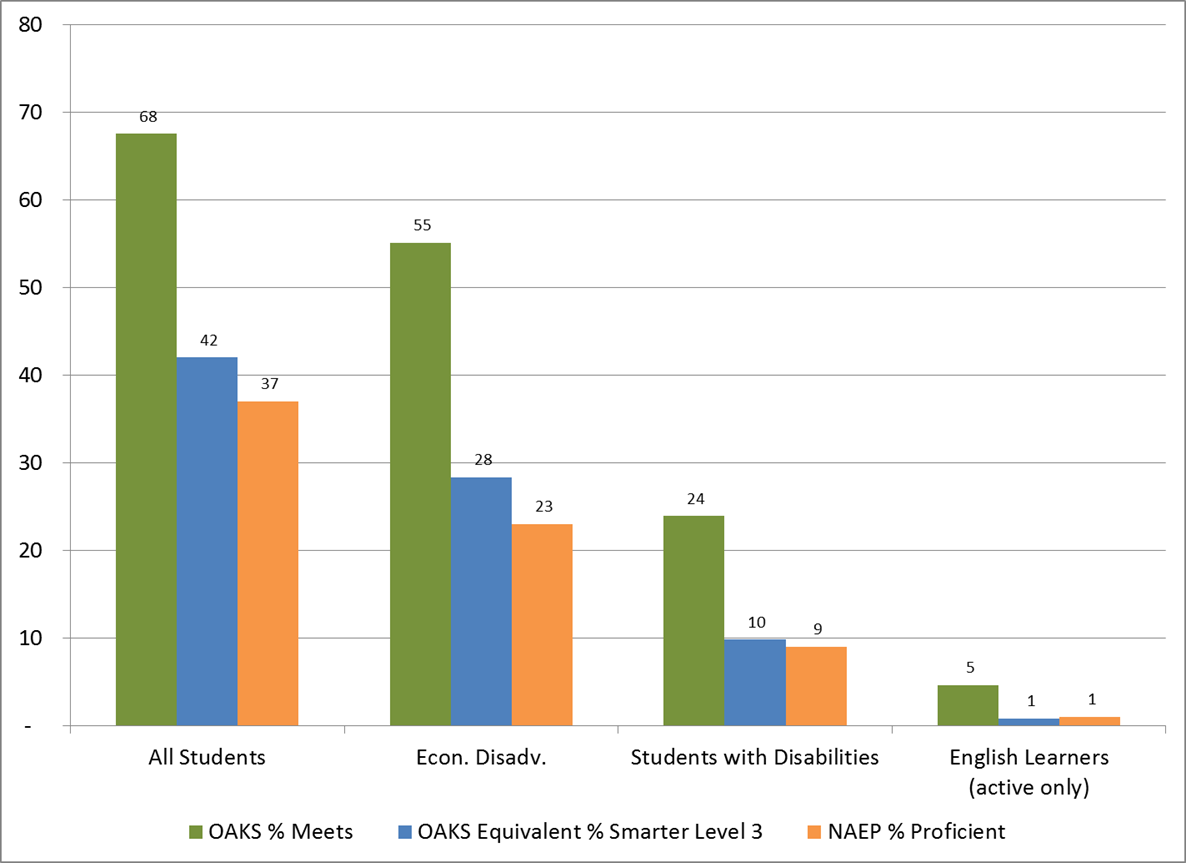 80
70
60
50
40
30
20
10
-
68
42
37
55
28
23
24
10
9
5
1
1
All Students
Econ. Disadv.
Students with Disabilities
English Learners
(active only)
OAKS % Meets
OAKS Equivalent % Smarter Level 3
NAEP % Proficient